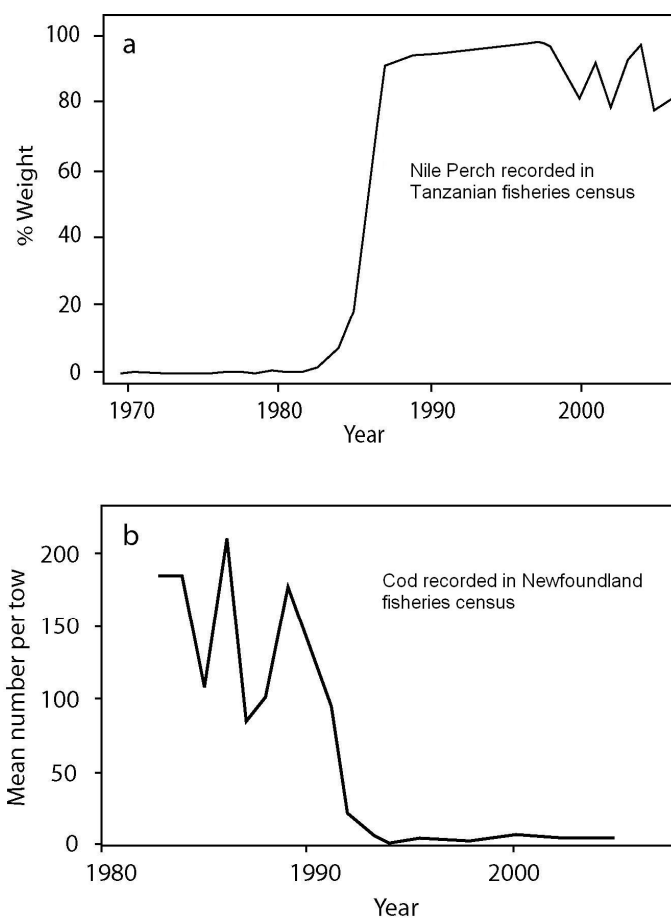 a
100
80
60
40
20
0
% Weight
Nile Perch recorded in
Tanzanian fisheries census
1970 1980 1990 2000
Year
b
200
150
100
50
0
Mean number per tow
Cod recorded in Newfoundland
fisheries census
1980 1990 2000
Year